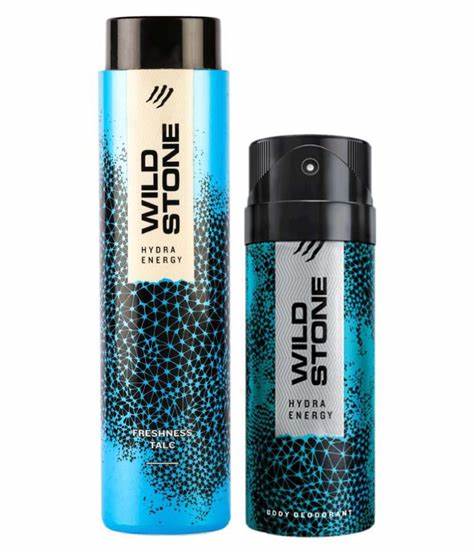 WILD
STONE
HYDRA
ENERGY
FRESHNESS
TALC
WILD
STONE
HYDRA
ENERGY
BODY DEODORANT